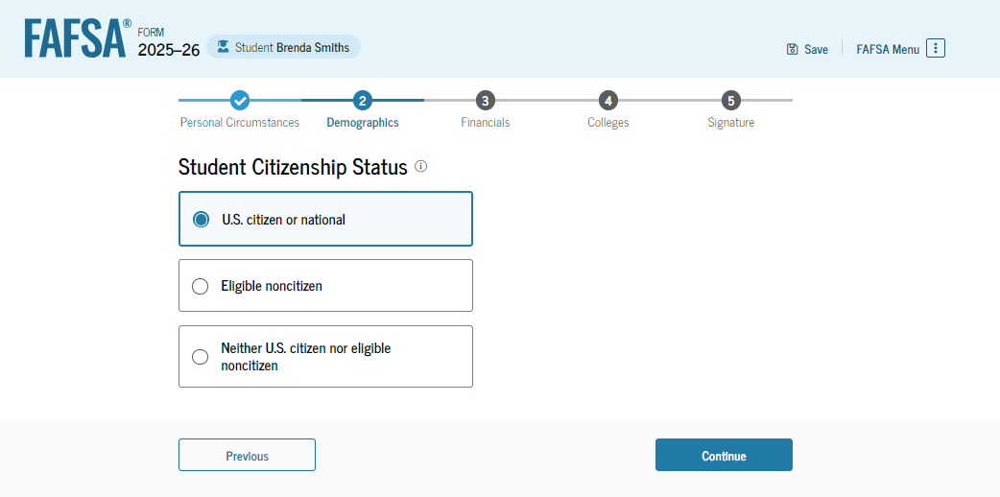 FAFSA®
FORM
2025–26
Student Brenda Smiths
Save
FAFSA Menu
2
3
4
5
Personal Circumstances
Demographics
Financials
Colleges
Signature
Student Citizenship Status
U.S. citizen or national
Eligible noncitizen
Neither U.S. citizen nor eligible
noncitizen
Previous
Continue